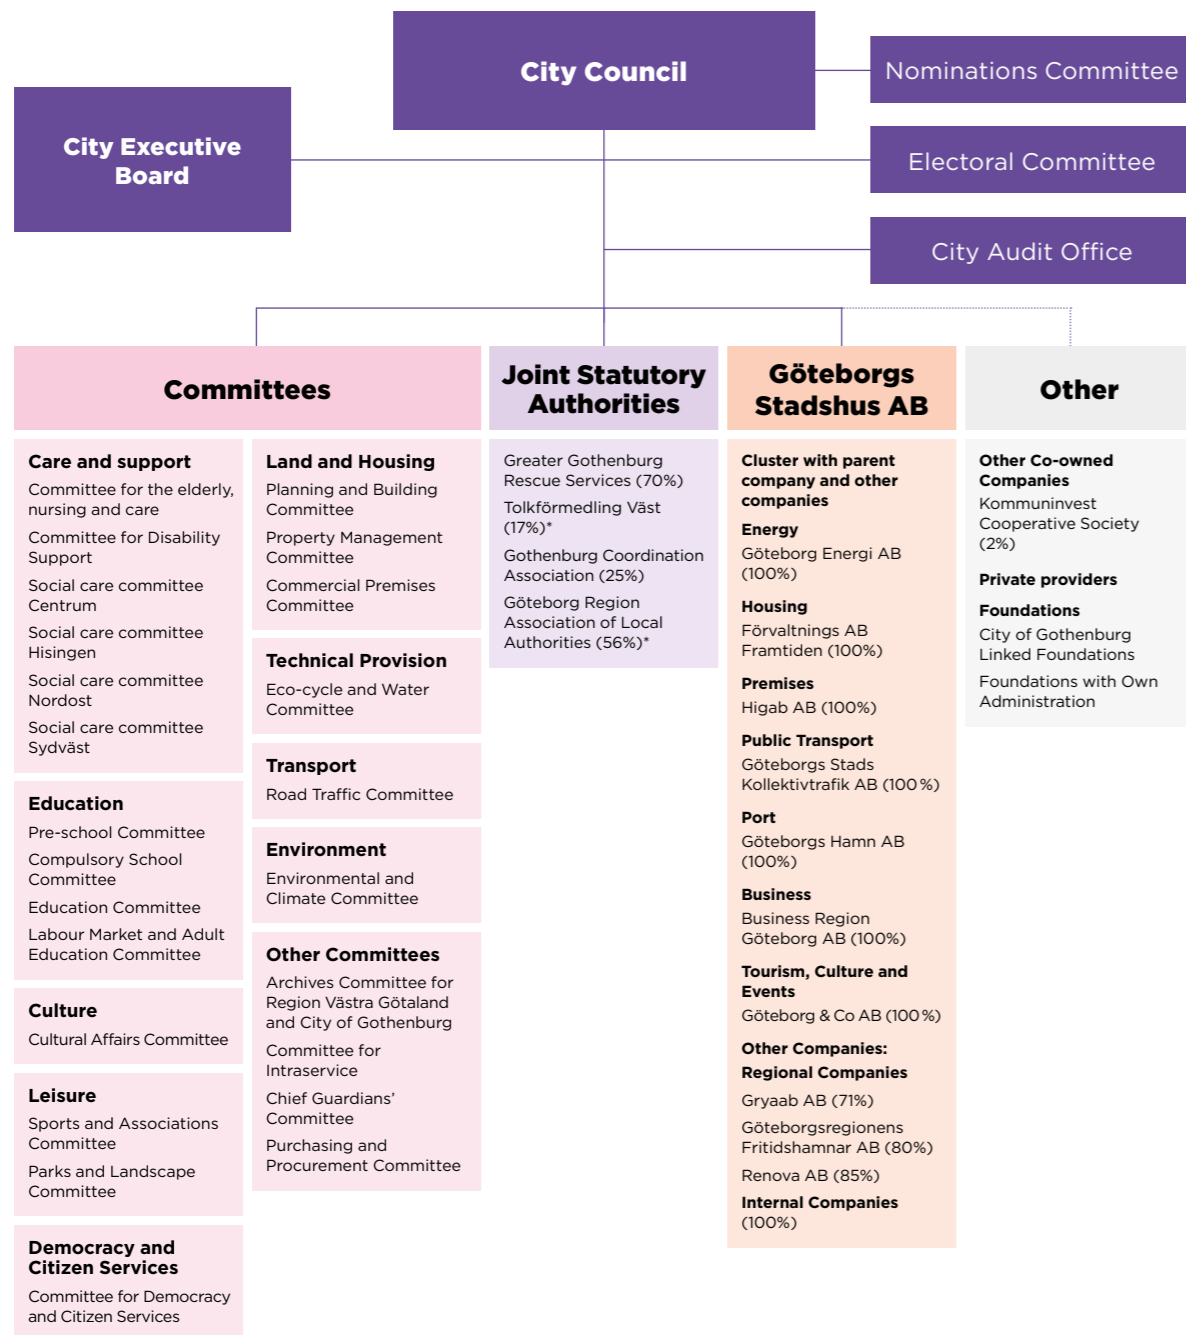 City Council
Nominations Committee
City Executive
Board
Electoral Committee
City Audit Office
Committees
Joint Statutory
Authorities
Göteborgs
Stadshus AB
Other
Care and support
Committee for the elderly,
nursing and care
Committee for Disability
Support
Social care committee
Centrum
Social care committee
Hisingen
Social care committee
Nordost
Social care committee
Sydväst
Education
Pre-school Committee
Compulsory School
Committee
Education Committee
Labour Market and Adult
Education Committee
Culture
Cultural Affairs Committee
Leisure
Sports and Associations
Committee
Parks and Landscape
Committee
Democracy and
Citizen Services
Committee for Democracy
and Citizen Services
Land and Housing
Planning and Building
Committee
Property Management
Committee
Commercial Premises
Committee
Technical Provision
Eco-cycle and Water
Committee
Transport
Road Traffic Committee
Environment
Environmental and
Climate Committee
Other Committees
Archives Committee for
Region Västra Götaland
and City of Gothenburg
Committee for
Intraservice
Chief Guardians’
Committee
Purchasing and
Procurement Committee
Greater Gothenburg
Rescue Services (70%)
Tolkförmedling Väst
(17%)*
Gothenburg Coordination
Association (25%)
Göteborg Region
Association of Local
Authorities (56%)*
Cluster with parent
company and other
companies
Energy
Göteborg Energi AB
(100%)
Housing
Förvaltnings AB
Framtiden (100%)
Premises
Higab AB (100%)
Public Transport
Göteborgs Stads
Kollektivtrafik AB (100%)
Port
Göteborgs Hamn AB
(100%)
Business
Business Region
Göteborg AB (100%)
Tourism, Culture and
Events
Göteborg & Co AB (100%)
Other Companies:
Regional Companies
Gryaab AB (71%)
Göteborgsregionens
Fritidshamnar AB (80%)
Renova AB (85%)
Internal Companies
(100%)
Other Co-owned
Companies
Kommuninvest
Cooperative Society
(2%)
Private providers
Foundations
City of Gothenburg
Linked Foundations
Foundations with Own
Administration